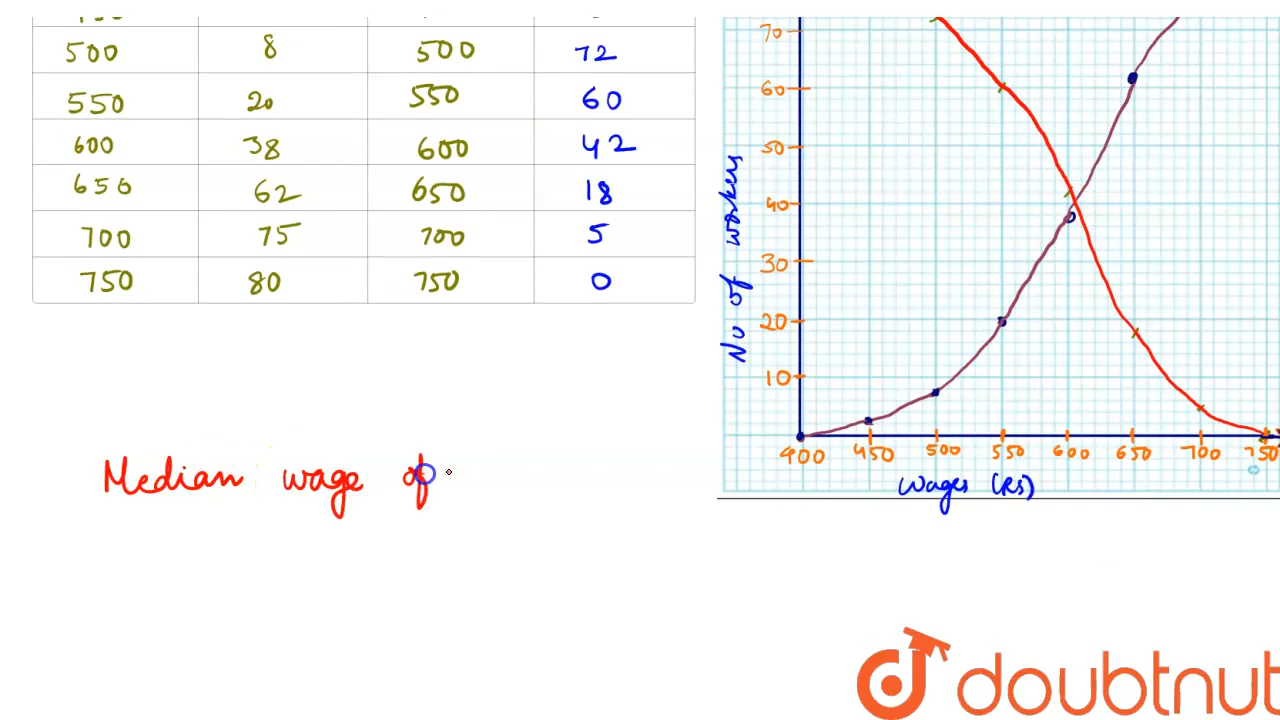 500 8 500 72
550 20 550 60
600 38 600 42
650 62 650 18
700 75 700 5
750 80 750 0
Median wage of
70
60
50
40
30
20
10
No of workers
400 450 500 550 600 650 700 750
Wages (Rs)
doubtnut